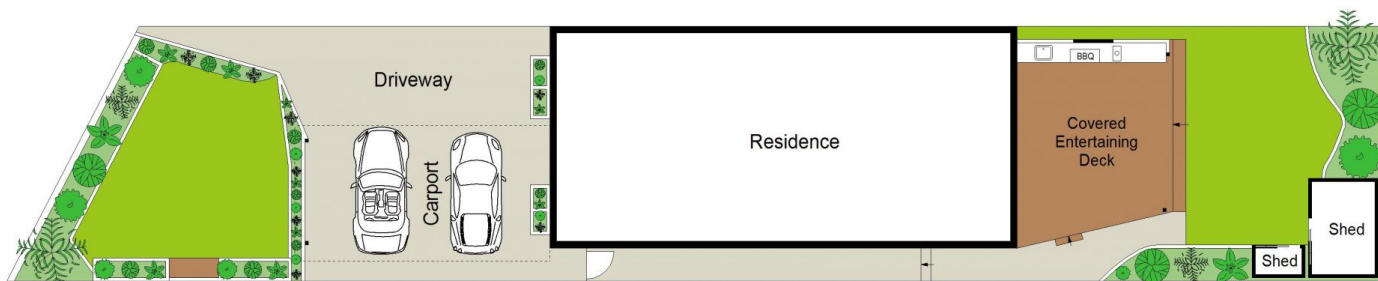 Driveway
Carport
Residence
BBQ
Covered
Entertaining
Deck
Shed
Shed